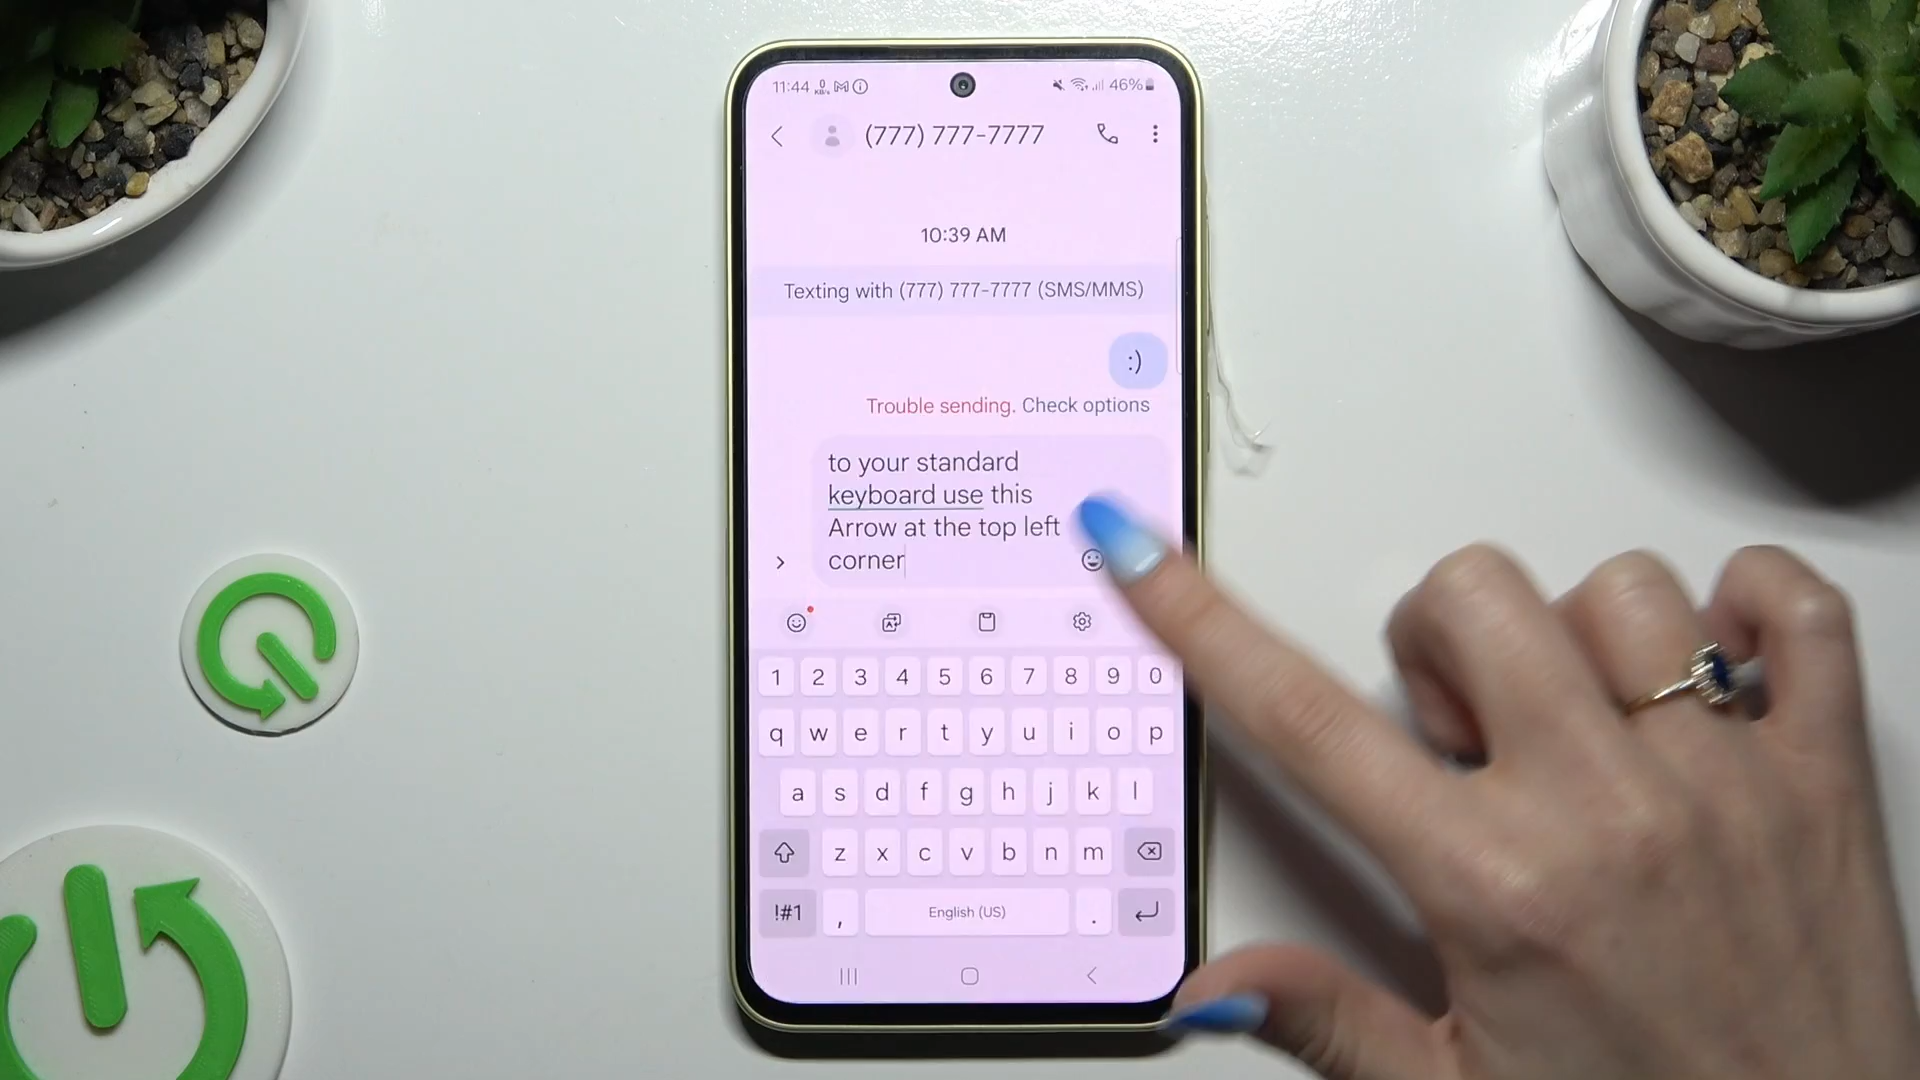 11:44 46%
(777) 777-7777
10:39 AM
Texting with (777) 777-7777 (SMS/MMS)
:)
Trouble sending. Check options
to your standard
keyboard use this
Arrow at the top left
corner
1 2 3 4 5 6 7 8 9 0
q w e r t y u i o p
a s d f g h j k l
z x c v b n m
!#1 , English (US) .